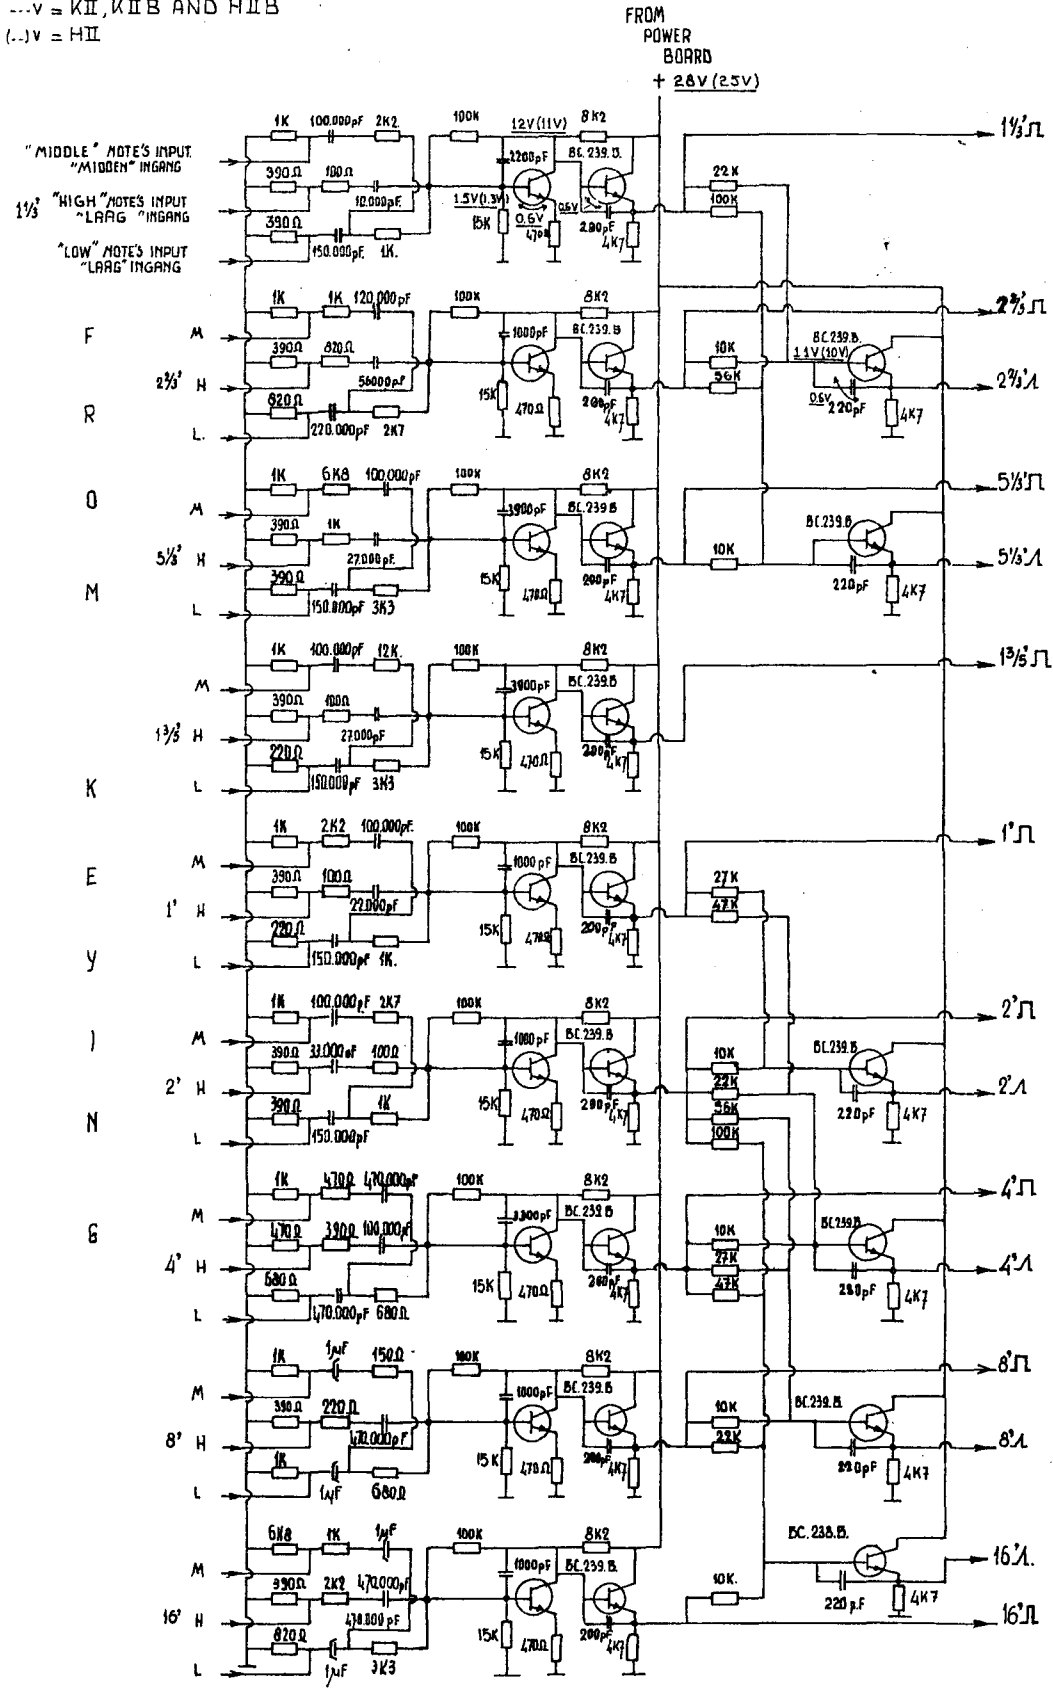 ---V = KII, KIIB AND HIIB
(..)V = HII
FROM
POWER
BOARD
+ 28V (25V)
1K 100.000pF 2K2 100K 12V (11V) 8K2 1⅓'
"MIDDLE" NOTE'S INPUT.
"MIDDEN" INGANG
2200pF BC.239.B.
390Ω 100Ω 22K
1⅓' "HIGH" NOTES INPUT
"LAAG "INGANG
10.000pF. 1.5V(1.3V) 100K
390Ω 15K 0.6V 0.6V 470Ω 200pF 4K7
"LOW" NOTE'S INPUT
"LAAG" INGANG
150.000pF. 1K.
1K 1K 120.000pF 100K 8K2 2⅔'
F M 1000pF BC.239.B. BC.239.B.
390Ω 820Ω 10K 11V(10V)
2⅔' H 56000pF 15K 56K 2⅔'
R 820Ω 470Ω 200pF 4K7 0.6V 220pF 4K7
L. 220.000pF 2K7
1K 6K8 100.000pF 100K 8K2 5⅓'
O M 3900pF BC.239.B BC.239.B.
390Ω 1K
5⅓' H 27.000pF. 15K 10K 5⅓'
390Ω 470Ω 200pF 4K7 220pF 4K7
M L 150.000pF 3K3
1K 100.000pF 12K. 100K 8K2 1⅗'
M 3900pF BC.239.B.
390Ω 100Ω
1⅗' H 27000pF 15K
220Ω 470Ω 200pF 4K7
K L 150.000pF 3K3
1K 2K2 100.000pF. 100K 8K2 1'
M 1000pF BC.239.B.
E 390Ω 100Ω 27K
1' H 22.000pF 15K 47K
220Ω 470Ω 200pF 4K7
Y L 150.000pF 1K.
1K 100.000pF 2K7 100K 8K2 2'
I M 1000pF BC.239.B BC.239.B
390Ω 33.000pF 100Ω 10K
2' H 15K 22K 2'
390Ω 1K 470Ω 200pF 4K7 56K 220pF 4K7
N L 150.000pF 100K
1K 470Ω 470.000pF 100K 8K2 4'
M 3300pF BC.239.B BC.239.B
G 470Ω 390Ω 100.000pF 10K
4' H 15K 27K 4'
680Ω 470Ω 200pF 4K7 47K 220pF 4K7
L 470.000pF 680Ω
1K 1μF 150Ω 100K 8K2 8'
M 1000pF BC.239.B BC.239.B.
390Ω 220Ω 10K
8' H 470.000pF 15K 22K 8'
1K 470Ω 200pF 4K7 220pF 4K7
L 1μF 680Ω
6K8 1K 1μF 100K 8K2 BC.238.B.
M 1000pF BC.239.B. 16'
390Ω 2K2 470.000pF 10K. 220pF 4K7
16' H 470.000pF 15K 16'
820Ω 470Ω 200pF 4K7
L 1μF 3K3